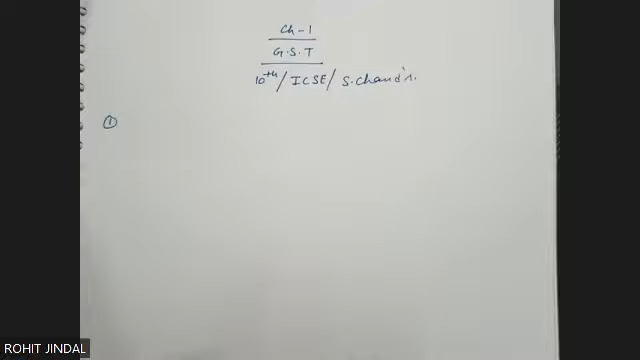 Ch-1
G.S.T
10th/ICSE/S.Chand's.
①
ROHIT JINDAL